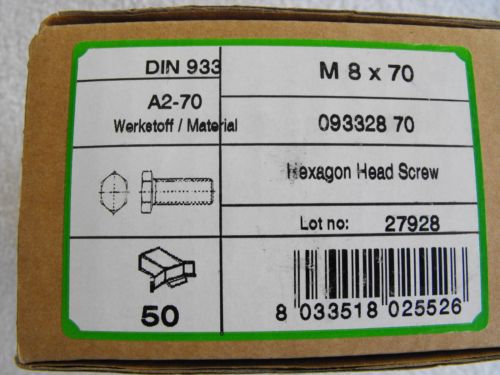 DIN 933
M 8 x 70
A2-70
Werkstoff / Material
093328 70
Hexagon Head Screw
Lot no: 27928
50
8 033518 025526